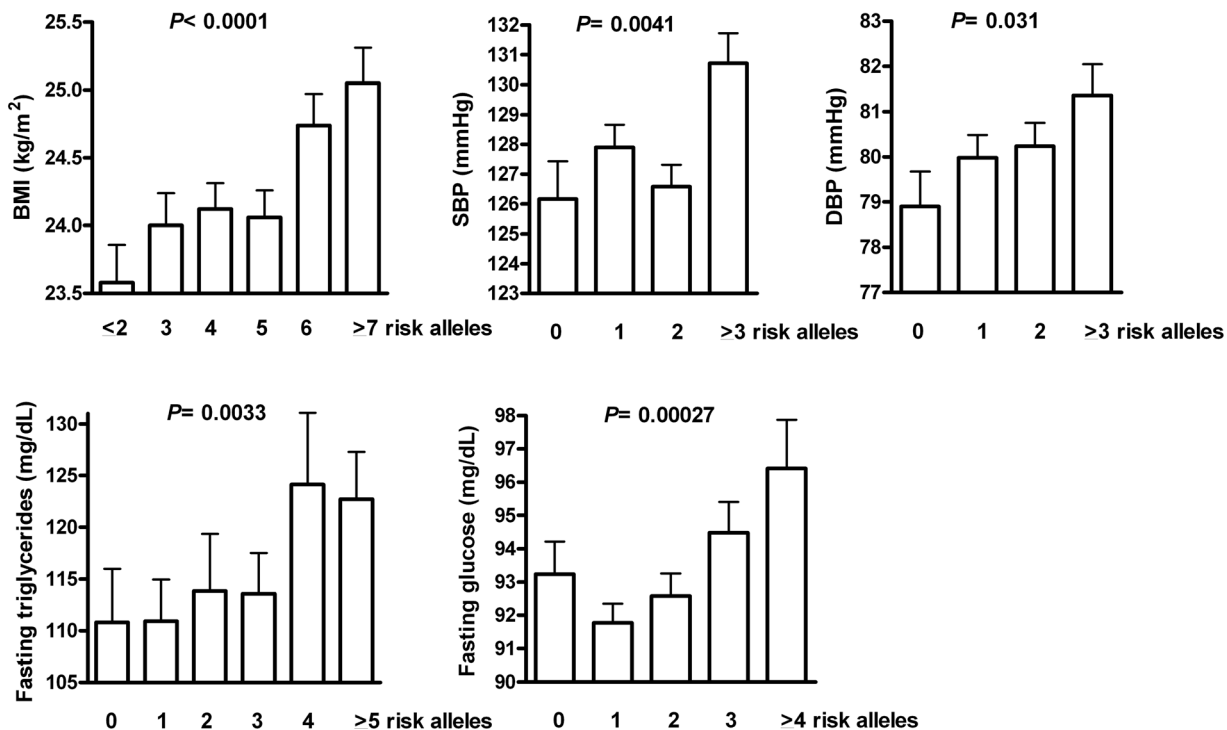 P< 0.0001
BMI (kg/m²)
25.5
25.0
24.5
24.0
23.5
≤2 3 4 5 6 ≥7 risk alleles
P= 0.0041
SBP (mmHg)
132
131
130
129
128
127
126
125
124
123
0 1 2 ≥3 risk alleles
P= 0.031
DBP (mmHg)
83
82
81
80
79
78
77
0 1 2 ≥3 risk alleles
P= 0.0033
Fasting triglycerides (mg/dL)
130
125
120
115
110
105
0 1 2 3 4 ≥5 risk alleles
P= 0.00027
Fasting glucose (mg/dL)
98
97
96
95
94
93
92
91
90
0 1 2 3 ≥4 risk alleles